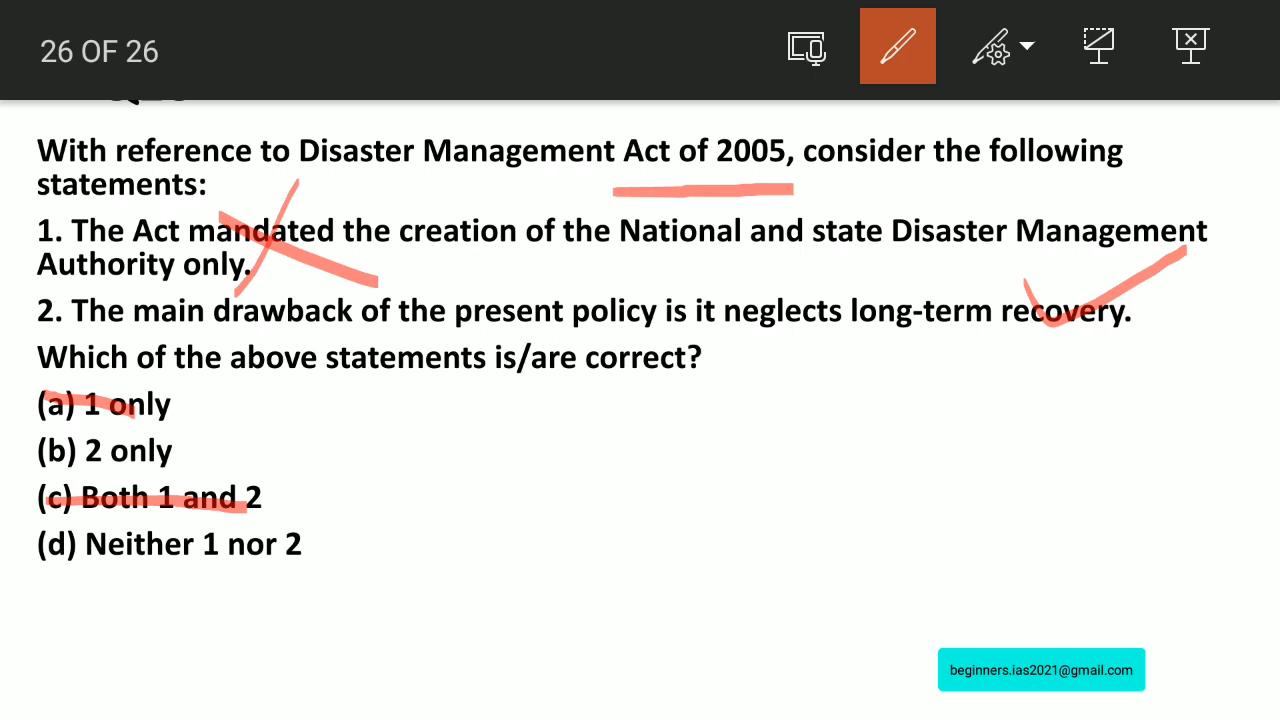 26 OF 26
With reference to Disaster Management Act of 2005, consider the following
statements:
1. The Act mandated the creation of the National and state Disaster Management
Authority only.
2. The main drawback of the present policy is it neglects long-term recovery.
Which of the above statements is/are correct?
(a) 1 only
(b) 2 only
(c) Both 1 and 2
(d) Neither 1 nor 2
beginners.ias2021@gmail.com